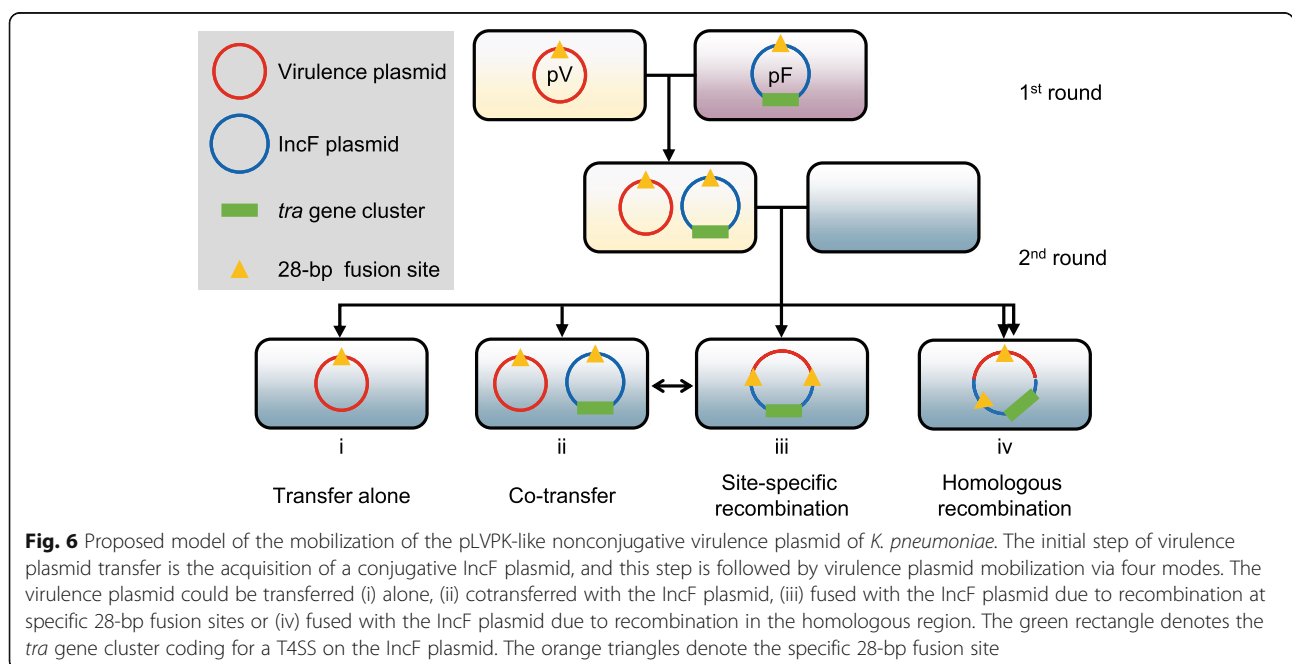 Virulence plasmid
IncF plasmid
tra gene cluster
28-bp fusion site
pV
pF
1st round
2nd round
i
ii
iii
iv
Transfer alone
Co-transfer
Site-specific
recombination
Homologous
recombination
Fig. 6 Proposed model of the mobilization of the pLVPK-like nonconjugative virulence plasmid of K. pneumoniae. The initial step of virulence
plasmid transfer is the acquisition of a conjugative IncF plasmid, and this step is followed by virulence plasmid mobilization via four modes. The
virulence plasmid could be transferred (i) alone, (ii) cotransferred with the IncF plasmid, (iii) fused with the IncF plasmid due to recombination at
specific 28-bp fusion sites or (iv) fused with the IncF plasmid due to recombination in the homologous region. The green rectangle denotes the
tra gene cluster coding for a T4SS on the IncF plasmid. The orange triangles denote the specific 28-bp fusion site